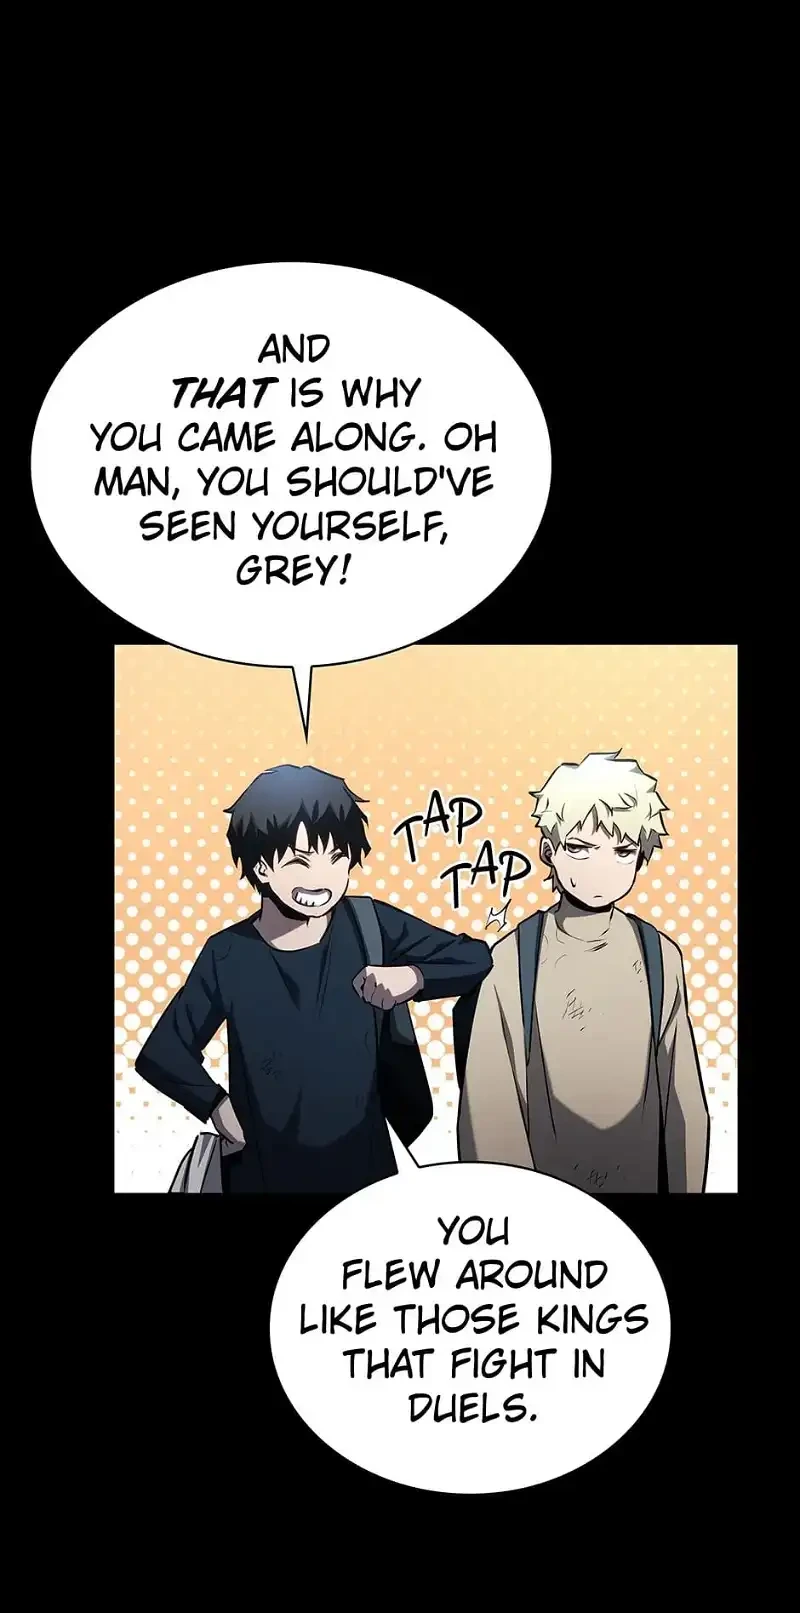 AND
THAT IS WHY
YOU CAME ALONG. OH
MAN, YOU SHOULD'VE
SEEN YOURSELF,
GREY!
TAP
TAP
YOU
FLEW AROUND
LIKE THOSE KINGS
THAT FIGHT IN
DUELS.